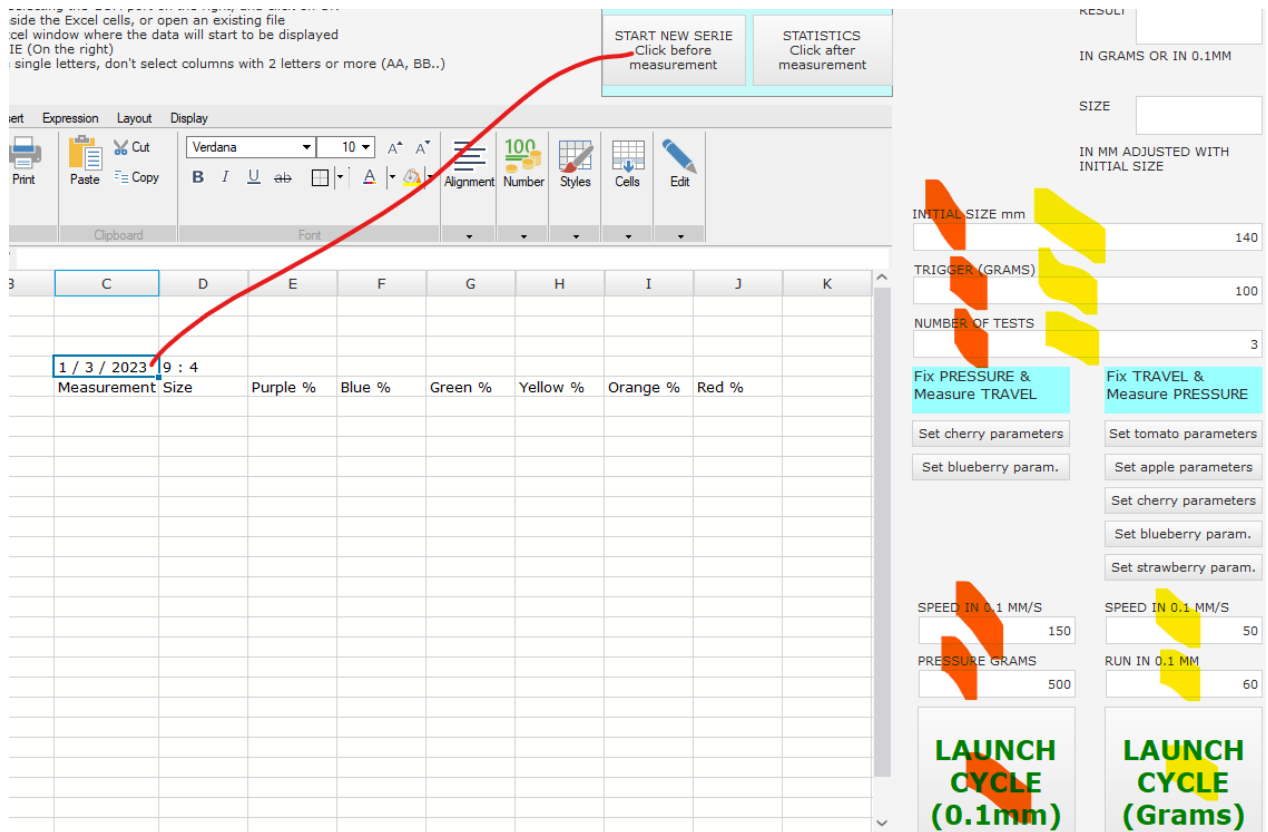 side the Excel cells, or open an existing file
cel window where the data will start to be displayed
IE (On the right)
single letters, don't select columns with 2 letters or more (AA, BB..)
START NEW SERIE
Click before
measurement
STATISTICS
Click after
measurement
RESULT
IN GRAMS OR IN 0.1MM
SIZE
IN MM ADJUSTED WITH
INITIAL SIZE
ert Expression Layout Display
Print
Paste
Cut
Copy
Clipboard
Verdana 10
B I U ab A
Font
Alignment
100
Number
Styles
Cells
Edit
C D E F G H I J K
1 / 3 / 2023 9 : 4
Measurement Size Purple % Blue % Green % Yellow % Orange % Red %
INITIAL SIZE mm
140
TRIGGER (GRAMS)
100
NUMBER OF TESTS
3
Fix PRESSURE &
Measure TRAVEL
Set cherry parameters
Set blueberry param.
Fix TRAVEL &
Measure PRESSURE
Set tomato parameters
Set apple parameters
Set cherry parameters
Set blueberry param.
Set strawberry param.
SPEED IN 0.1 MM/S
150
PRESSURE GRAMS
500
SPEED IN 0.1 MM/S
50
RUN IN 0.1 MM
60
LAUNCH
CYCLE
(0.1mm)
LAUNCH
CYCLE
(Grams)